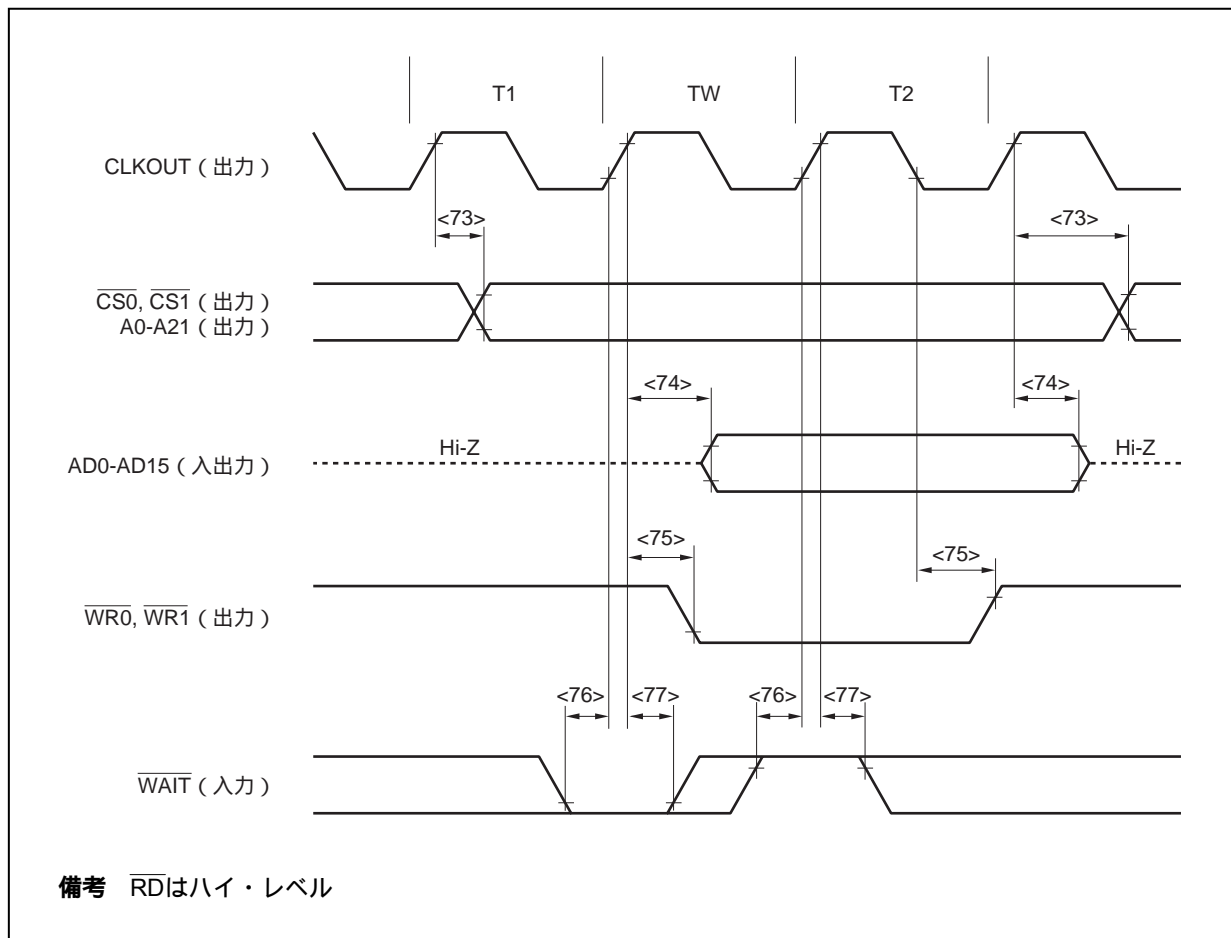 T1 TW T2
CLKOUT（出力）
<73> <73>
CS0, CS1（出力）
A0-A21（出力）
<74> <74>
Hi-Z Hi-Z
AD0-AD15（入出力）
<75> <75>
WR0, WR1（出力）
<76> <77> <76> <77>
WAIT（入力）
備考 RDはハイ・レベル